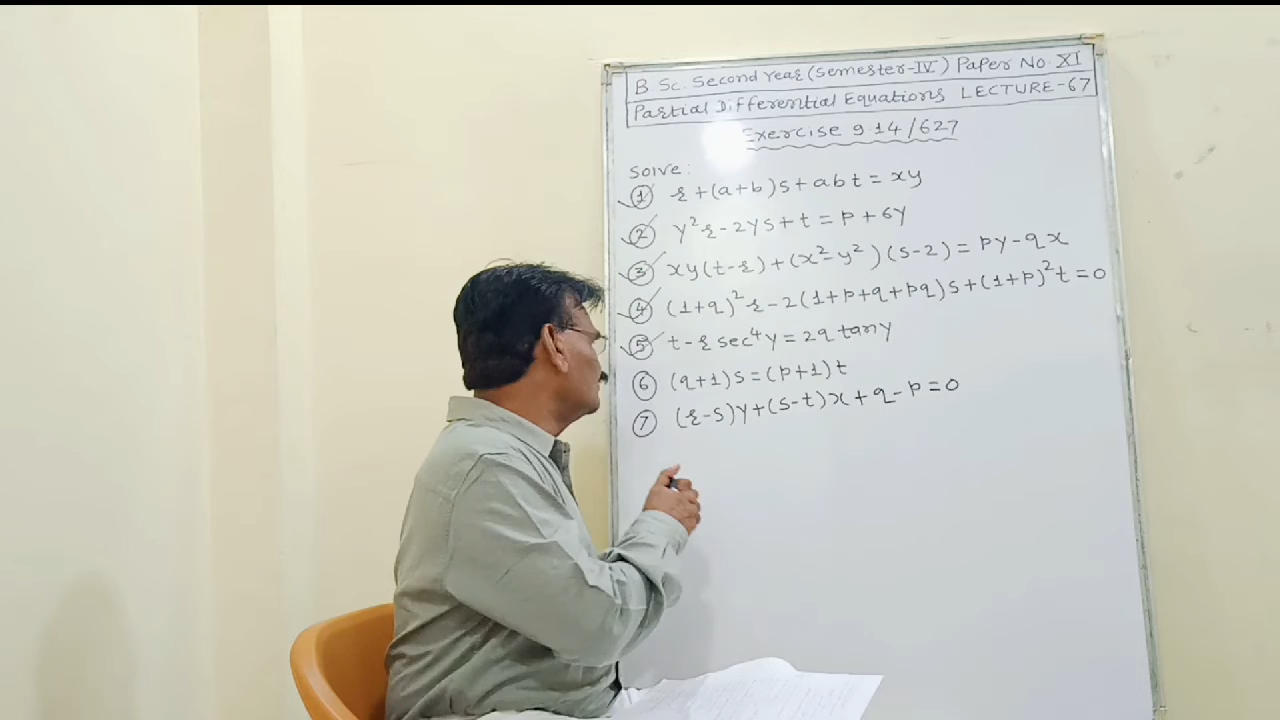 B.Sc. Second Year (Semester-IV) Paper No. XI
Partial Differential Equations LECTURE-67
Exercise 9.14/627
Solve:
① r+(a+b)s+abt=xy
② y²r-2ys+t=p+6y
③ xy(t-r)+(x²-y²)(s-2)=py-qx
④ (1+q)²r-2(1+p+q+pq)s+(1+p)²t=0
⑤ t-r sec⁴y=2q tany
⑥ (q+1)s=(p+1)t
⑦ (r-s)y+(s-t)x+q-p=0